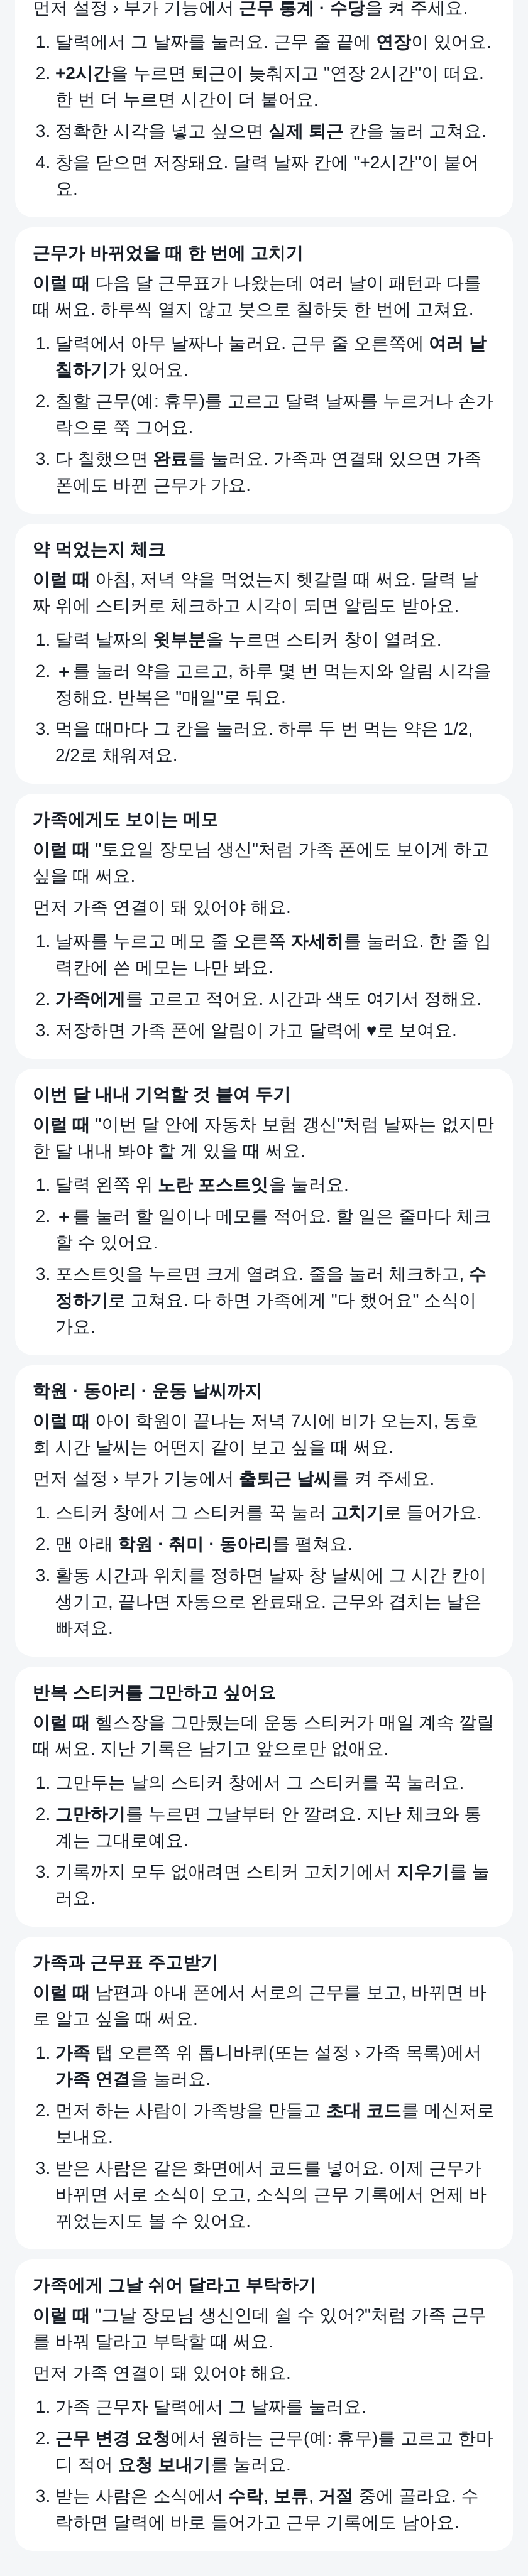 먼저 설정 › 부가 기능에서 근무 통계 · 수당을 켜 주세요.
1. 달력에서 그 날짜를 눌러요. 근무 줄 끝에 연장이 있어요.
2. +2시간을 누르면 퇴근이 늦춰지고 "연장 2시간"이 떠요.
한 번 더 누르면 시간이 더 붙어요.
3. 정확한 시각을 넣고 싶으면 실제 퇴근 칸을 눌러 고쳐요.
4. 창을 닫으면 저장돼요. 달력 날짜 칸에 "+2시간"이 붙어
요.
근무가 바뀌었을 때 한 번에 고치기
이럴 때 다음 달 근무표가 나왔는데 여러 날이 패턴과 다를
때 써요. 하루씩 열지 않고 붓으로 칠하듯 한 번에 고쳐요.
1. 달력에서 아무 날짜나 눌러요. 근무 줄 오른쪽에 여러 날
칠하기가 있어요.
2. 칠할 근무(예: 휴무)를 고르고 달력 날짜를 누르거나 손가
락으로 쭉 그어요.
3. 다 칠했으면 완료를 눌러요. 가족과 연결돼 있으면 가족
폰에도 바뀐 근무가 가요.
약 먹었는지 체크
이럴 때 아침, 저녁 약을 먹었는지 헷갈릴 때 써요. 달력 날
짜 위에 스티커로 체크하고 시각이 되면 알림도 받아요.
1. 달력 날짜의 윗부분을 누르면 스티커 창이 열려요.
2. +를 눌러 약을 고르고, 하루 몇 번 먹는지와 알림 시각을
정해요. 반복은 "매일"로 둬요.
3. 먹을 때마다 그 칸을 눌러요. 하루 두 번 먹는 약은 1/2,
2/2로 채워져요.
가족에게도 보이는 메모
이럴 때 "토요일 장모님 생신"처럼 가족 폰에도 보이게 하고
싶을 때 써요.
먼저 가족 연결이 돼 있어야 해요.
1. 날짜를 누르고 메모 줄 오른쪽 자세히를 눌러요. 한 줄 입
력칸에 쓴 메모는 나만 봐요.
2. 가족에게를 고르고 적어요. 시간과 색도 여기서 정해요.
3. 저장하면 가족 폰에 알림이 가고 달력에 ♥로 보여요.
이번 달 내내 기억할 것 붙여 두기
이럴 때 "이번 달 안에 자동차 보험 갱신"처럼 날짜는 없지만
한 달 내내 봐야 할 게 있을 때 써요.
1. 달력 왼쪽 위 노란 포스트잇을 눌러요.
2. +를 눌러 할 일이나 메모를 적어요. 할 일은 줄마다 체크
할 수 있어요.
3. 포스트잇을 누르면 크게 열려요. 줄을 눌러 체크하고, 수
정하기로 고쳐요. 다 하면 가족에게 "다 했어요" 소식이
가요.
학원 · 동아리 · 운동 날씨까지
이럴 때 아이 학원이 끝나는 저녁 7시에 비가 오는지, 동호
회 시간 날씨는 어떤지 같이 보고 싶을 때 써요.
먼저 설정 › 부가 기능에서 출퇴근 날씨를 켜 주세요.
1. 스티커 창에서 그 스티커를 꾹 눌러 고치기로 들어가요.
2. 맨 아래 학원 · 취미 · 동아리를 펼쳐요.
3. 활동 시간과 위치를 정하면 날짜 창 날씨에 그 시간 칸이
생기고, 끝나면 자동으로 완료돼요. 근무와 겹치는 날은
빠져요.
반복 스티커를 그만하고 싶어요
이럴 때 헬스장을 그만뒀는데 운동 스티커가 매일 계속 깔릴
때 써요. 지난 기록은 남기고 앞으로만 없애요.
1. 그만두는 날의 스티커 창에서 그 스티커를 꾹 눌러요.
2. 그만하기를 누르면 그날부터 안 깔려요. 지난 체크와 통
계는 그대로예요.
3. 기록까지 모두 없애려면 스티커 고치기에서 지우기를 눌
러요.
가족과 근무표 주고받기
이럴 때 남편과 아내 폰에서 서로의 근무를 보고, 바뀌면 바
로 알고 싶을 때 써요.
1. 가족 탭 오른쪽 위 톱니바퀴(또는 설정 › 가족 목록)에서
가족 연결을 눌러요.
2. 먼저 하는 사람이 가족방을 만들고 초대 코드를 메신저로
보내요.
3. 받은 사람은 같은 화면에서 코드를 넣어요. 이제 근무가
바뀌면 서로 소식이 오고, 소식의 근무 기록에서 언제 바
뀌었는지도 볼 수 있어요.
가족에게 그날 쉬어 달라고 부탁하기
이럴 때 "그날 장모님 생신인데 쉴 수 있어?"처럼 가족 근무
를 바꿔 달라고 부탁할 때 써요.
먼저 가족 연결이 돼 있어야 해요.
1. 가족 근무자 달력에서 그 날짜를 눌러요.
2. 근무 변경 요청에서 원하는 근무(예: 휴무)를 고르고 한마
디 적어 요청 보내기를 눌러요.
3. 받는 사람은 소식에서 수락, 보류, 거절 중에 골라요. 수
락하면 달력에 바로 들어가고 근무 기록에도 남아요.